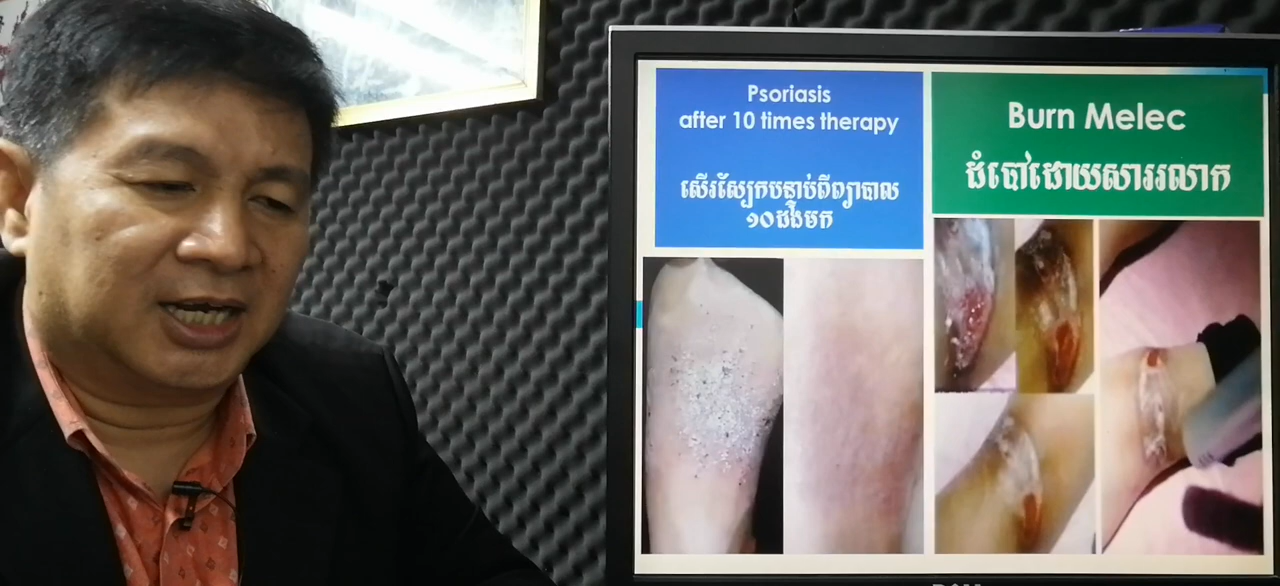 Psoriasis
after 10 times therapy
សើរស្បែកបន្ទាប់ពីព្យាបាល
១០ដងមក
Burn Melec
ដំបៅដោយសាររលាក